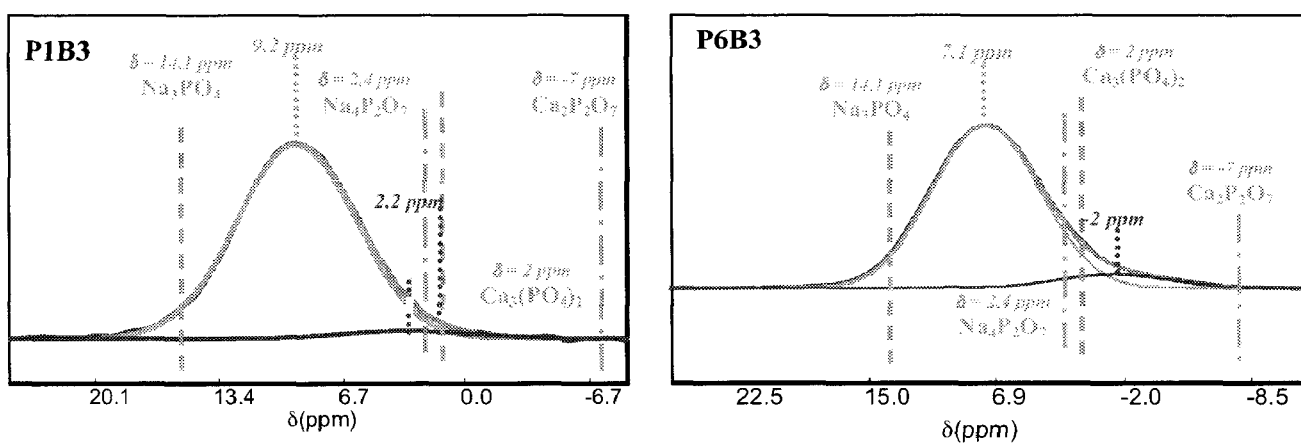 P1B3
9.2 ppm
δ = 14.1 ppm
Na3PO4
δ = 2,4 ppm
Na4P2O7
δ = -7 ppm
Ca2P2O7
2.2 ppm
δ = 2 ppm
Ca3(PO4)2
20.1 13.4 6.7 0.0 -6.7
δ(ppm)
P6B3
7.1 ppm
δ = 2 ppm
Ca3(PO4)2
δ = 14.1 ppm
Na3PO4
δ = -7 ppm
Ca2P2O7
-2 ppm
δ = 2.4 ppm
Na4P2O7
22.5 15.0 6.9 -2.0 -8.5
δ(ppm)